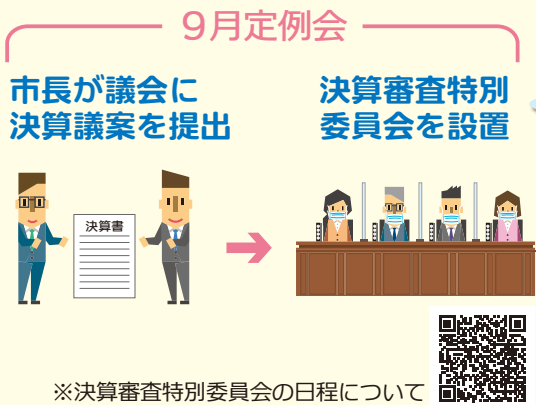 9月定例会
市長が議会に
決算議案を提出
決算審査特別
委員会を設置
決算書
※決算審査特別委員会の日程について